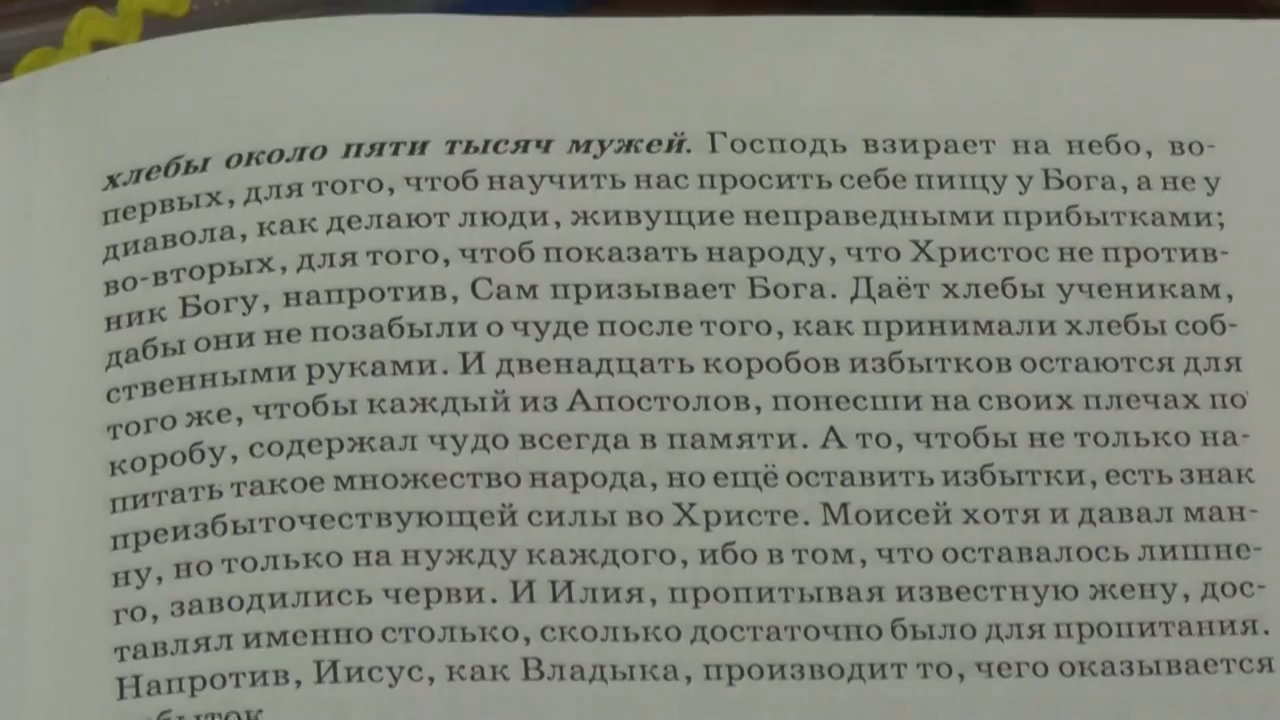 хлебы около пяти тысяч мужей. Господь взирает на небо, во-
первых, для того, чтоб научить нас просить себе пищу у Бога, а не у
диавола, как делают люди, живущие неправедными прибытками;
во-вторых, для того, чтоб показать народу, что Христос не против-
ник Богу, напротив, Сам призывает Бога. Даёт хлебы ученикам,
дабы они не позабыли о чуде после того, как принимали хлебы соб-
ственными руками. И двенадцать коробов избытков остаются для
того же, чтобы каждый из Апостолов, понесши на своих плечах по
коробу, содержал чудо всегда в памяти. А то, чтобы не только на-
питать такое множество народа, но ещё оставить избытки, есть знак
преизбыточествующей силы во Христе. Моисей хотя и давал ман-
ну, но только на нужду каждого, ибо в том, что оставалось лишне-
го, заводились черви. И Илия, пропитывая известную жену, дос-
тавлял именно столько, сколько достаточно было для пропитания.
Напротив, Иисус, как Владыка, производит то, чего оказывается